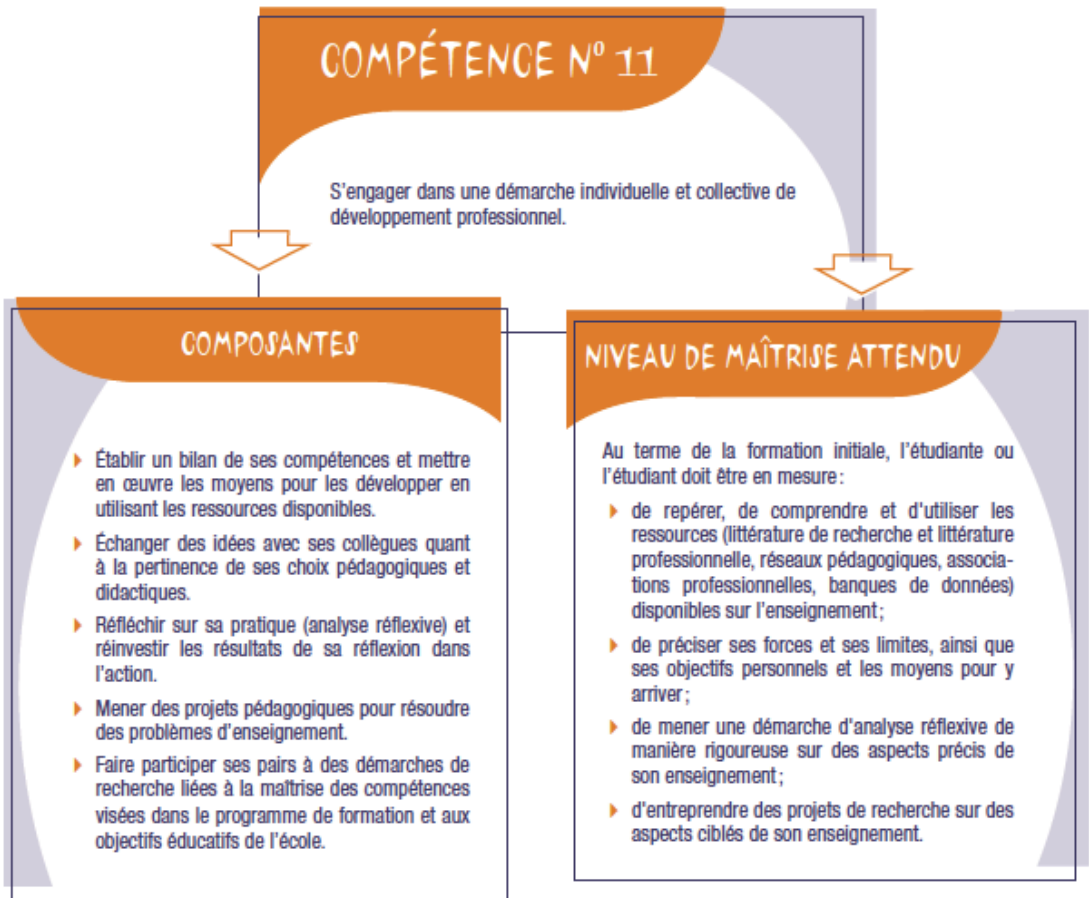 COMPÉTENCE Nº 11
S'engager dans une démarche individuelle et collective de
développement professionnel.
COMPOSANTES
Établir un bilan de ses compétences et mettre
en œuvre les moyens pour les développer en
utilisant les ressources disponibles.
Échanger des idées avec ses collègues quant
à la pertinence de ses choix pédagogiques et
didactiques.
Réfléchir sur sa pratique (analyse réflexive) et
réinvestir les résultats de sa réflexion dans
l'action.
Mener des projets pédagogiques pour résoudre
des problèmes d'enseignement.
Faire participer ses pairs à des démarches de
recherche liées à la maîtrise des compétences
visées dans le programme de formation et aux
objectifs éducatifs de l'école.
NIVEAU DE MAÎTRISE ATTENDU
Au terme de la formation initiale, l'étudiante ou
l'étudiant doit être en mesure :
de repérer, de comprendre et d'utiliser les
ressources (littérature de recherche et littérature
professionnelle, réseaux pédagogiques, associa-
tions professionnelles, banques de données)
disponibles sur l'enseignement ;
de préciser ses forces et ses limites, ainsi que
ses objectifs personnels et les moyens pour y
arriver ;
de mener une démarche d'analyse réflexive de
manière rigoureuse sur des aspects précis de
son enseignement ;
d'entreprendre des projets de recherche sur des
aspects ciblés de son enseignement.